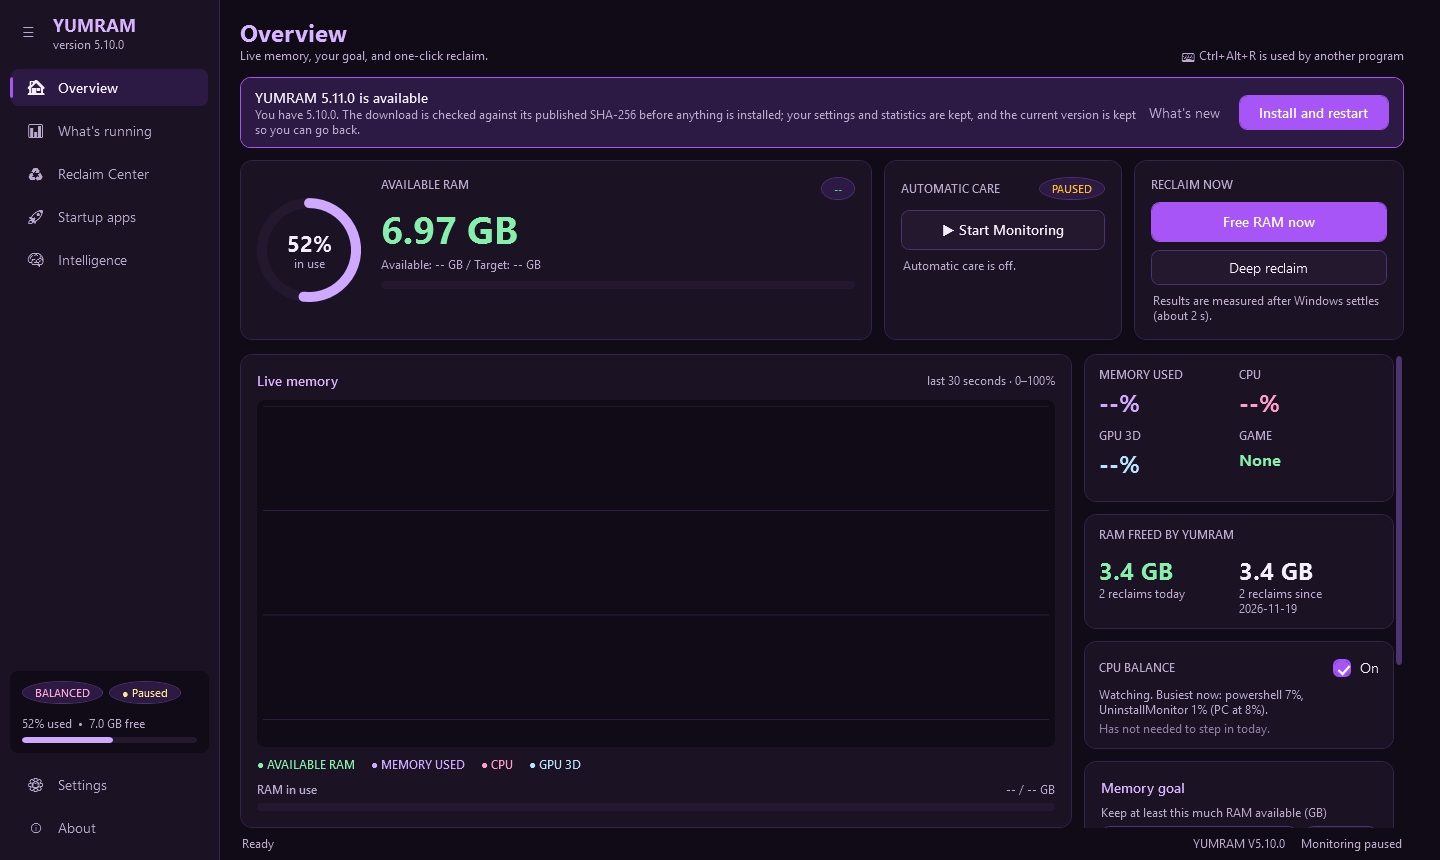 YUMRAM
version 5.10.0
Overview
What's running
Reclaim Center
Startup apps
Intelligence
BALANCED
● Paused
52% used • 7.0 GB free
Settings
About
Overview
Live memory, your goal, and one-click reclaim.
Ctrl+Alt+R is used by another program
YUMRAM 5.11.0 is available
You have 5.10.0. The download is checked against its published SHA-256 before anything is installed; your settings and statistics are kept, and the current version is kept
so you can go back.
What's new
Install and restart
52%
in use
AVAILABLE RAM
--
6.97 GB
Available: -- GB / Target: -- GB
AUTOMATIC CARE
PAUSED
▶ Start Monitoring
Automatic care is off.
RECLAIM NOW
Free RAM now
Deep reclaim
Results are measured after Windows settles
(about 2 s).
Live memory
last 30 seconds · 0–100%
● AVAILABLE RAM
● MEMORY USED
● CPU
● GPU 3D
RAM in use
-- / -- GB
MEMORY USED
CPU
--%
--%
GPU 3D
GAME
--%
None
RAM FREED BY YUMRAM
3.4 GB
3.4 GB
2 reclaims today
2 reclaims since
2026-11-19
CPU BALANCE
On
Watching. Busiest now: powershell 7%,
UninstallMonitor 1% (PC at 8%).
Has not needed to step in today.
Memory goal
Keep at least this much RAM available (GB)
Ready
YUMRAM V5.10.0
Monitoring paused